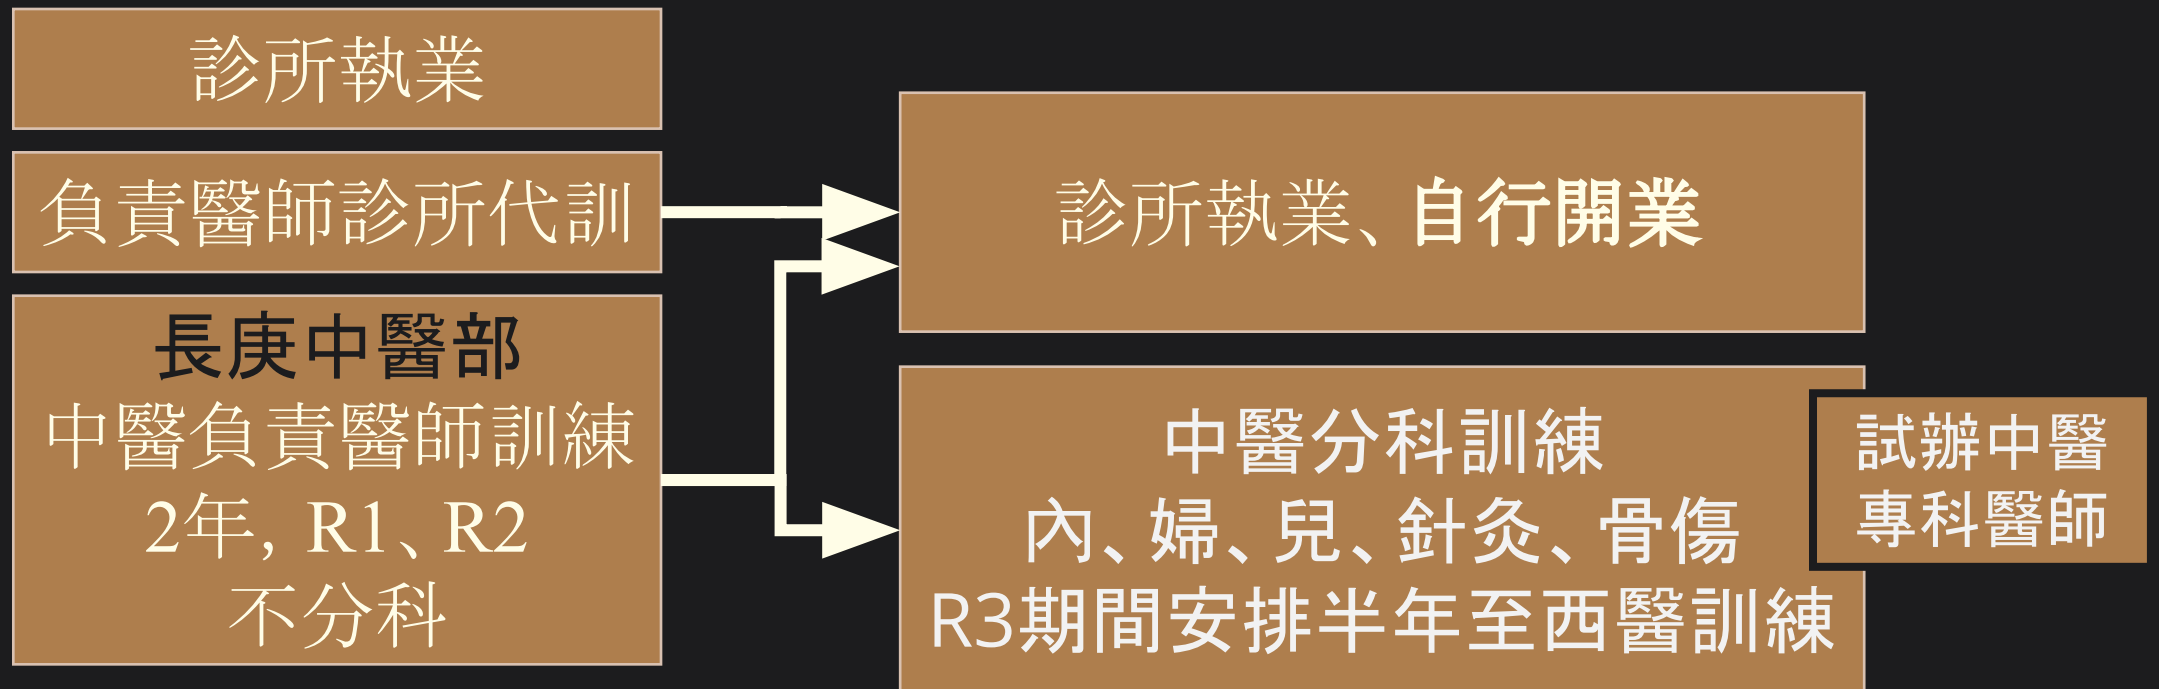 診所執業
負責醫師診所代訓
長庚中醫部
中醫負責醫師訓練
2年, R1、R2
不分科
診所執業、自行開業
中醫分科訓練
內、婦、兒、針灸、骨傷
R3期間安排半年至西醫訓練
試辦中醫
專科醫師